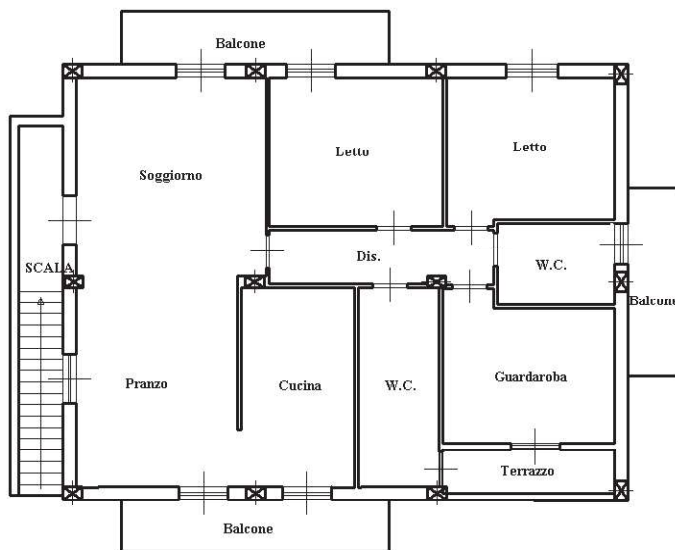 Balcone
Letto
Letto
Soggiorno
Dis.
SCALA
W.C.
Balcone
Pranzo
Cucina
W.C.
Guardaroba
Terrazzo
Balcone